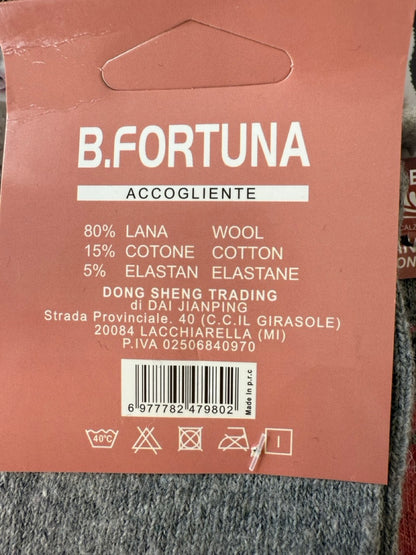 B.FORTUNA
ACCOGLIENTE
80% LANA WOOL
15% COTONE COTTON
5% ELASTAN ELASTANE
DONG SHENG TRADING
di DAI JIANPING
Strada Provinciale. 40 (C.C.IL GIRASOLE)
20084 LACCHIARELLA (MI)
P.IVA 02506840970
Made in p.r.c
6 977782 479802
40°C